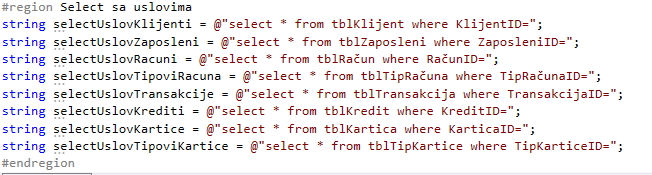 #region Select sa uslovima
string selectUslovKlijenti = @"select * from tblKlijent where KlijentID=";
string selectUslovZaposleni = @"select * from tblZaposleni where ZaposleniID=";
string selectUslovRacuni = @"select * from tblRačun where RačunID=";
string selectUslovTipoviRacuna = @"select * from tblTipRačuna where TipRačunaID=";
string selectUslovTransakcije = @"select * from tblTransakcija where TransakcijaID=";
string selectUslovKrediti = @"select * from tblKredit where KreditID=";
string selectUslovKartice = @"select * from tblKartica where KarticaID=";
string selectUslovTipoviKartice = @"select * from tblTipKartice where TipKarticeID=";
#endregion